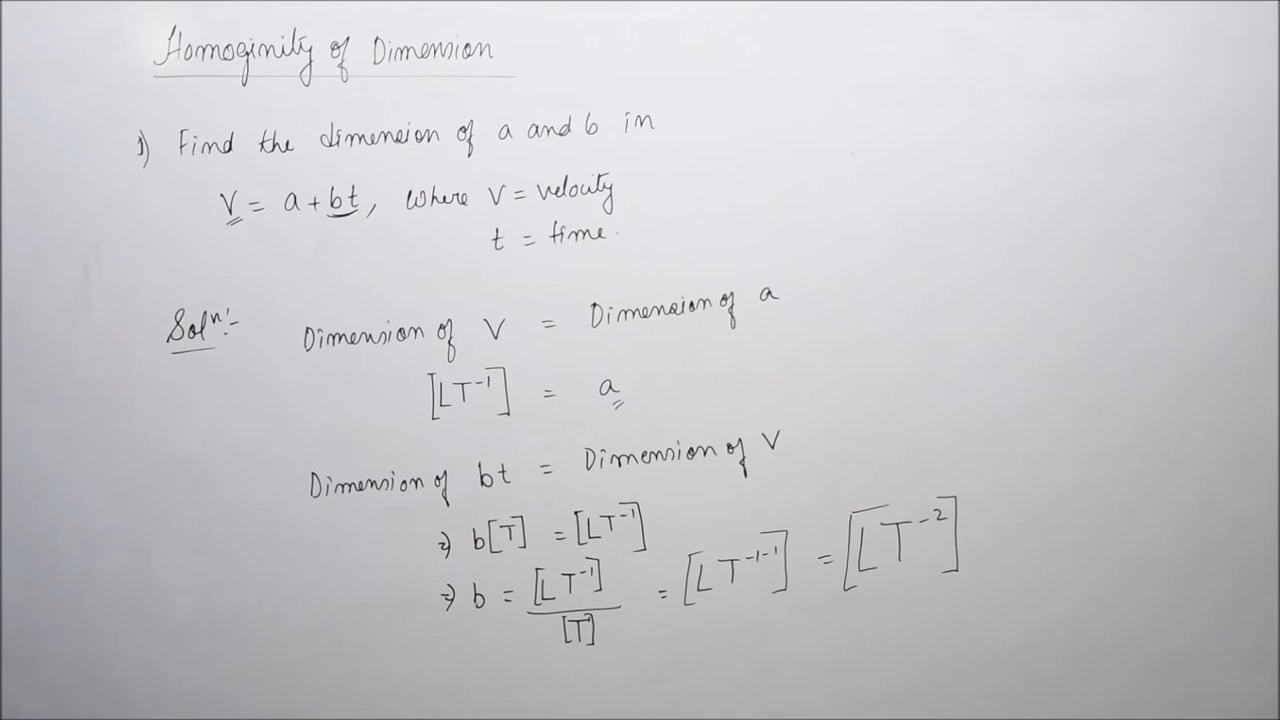 Homoginity of Dimension
1) Find the dimension of a and b in
V = a + bt, where V = velocity
t = time.
Solⁿ:- Dimension of V = Dimension of a
[LT⁻¹] = a
Dimension of bt = Dimension of V
⇒ b[T] = [LT⁻¹]
⇒ b = [LT⁻¹]/[T] = [LT⁻¹⁻¹] = [LT⁻²]